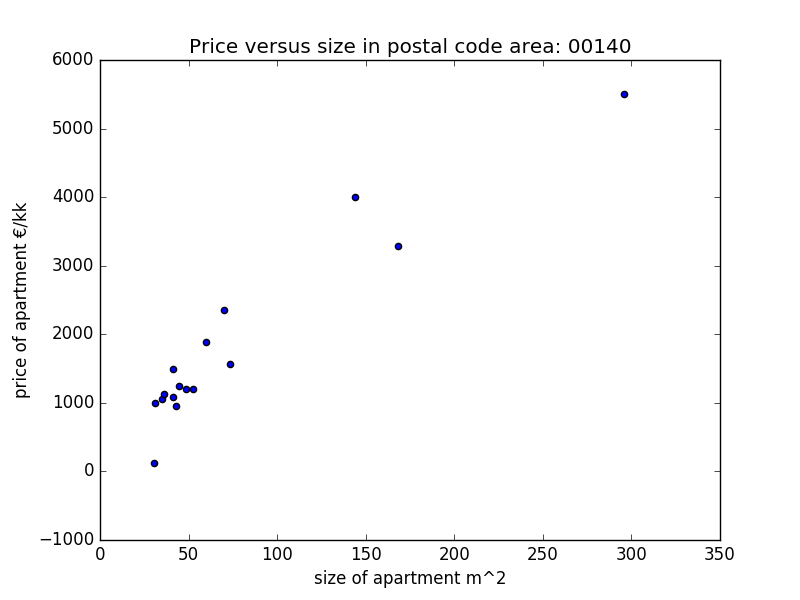 Price versus size in postal code area: 00140
6000
5000
4000
3000
2000
1000
0
−1000
price of apartment €/kk
0 50 100 150 200 250 300 350
size of apartment m^2